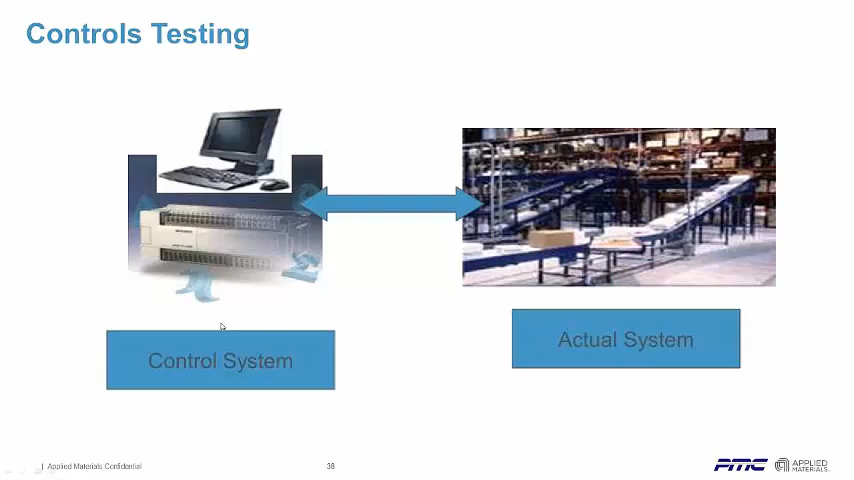 Controls Testing
Control System
Actual System
| Applied Materials Confidential
38
PMC
APPLIED
MATERIALS